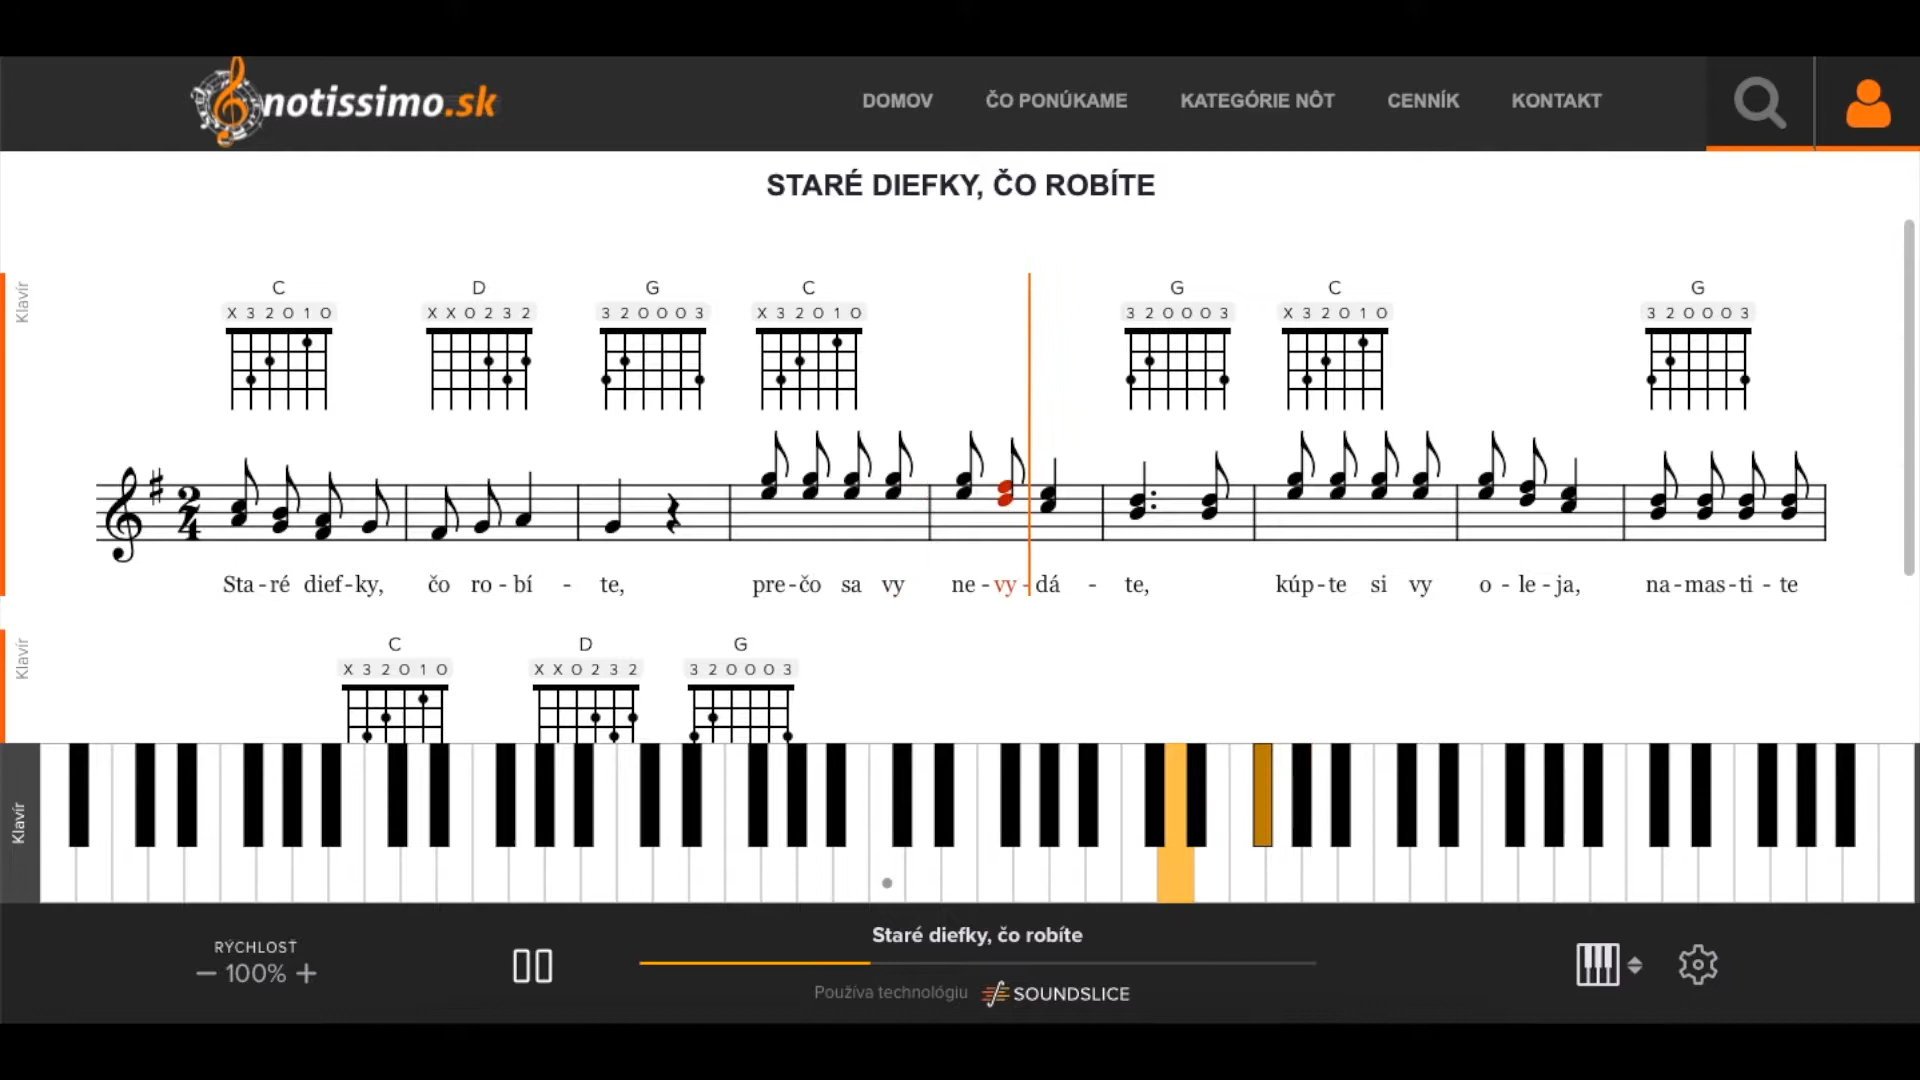 notissimo.sk
DOMOV ČO PONÚKAME KATEGÓRIE NÔT CENNÍK KONTAKT
STARÉ DIEFKY, ČO ROBÍTE
Klavír
C D G C G C G
X 3 2 0 1 0 X X 0 2 3 2 3 2 0 0 0 3 X 3 2 0 1 0 3 2 0 0 0 3 X 3 2 0 1 0 3 2 0 0 0 3
2
4
Sta - ré dief - ky, čo ro - bí - te, pre - čo sa vy ne - vy - dá - te, kúp - te si vy o - le - ja, na - mas - ti - te
Klavír
C D G
X 3 2 0 1 0 X X 0 2 3 2 3 2 0 0 0 3
Klavír
RÝCHLOSŤ
− 100% +
Staré diefky, čo robíte
Používa technológiu SOUNDSLICE